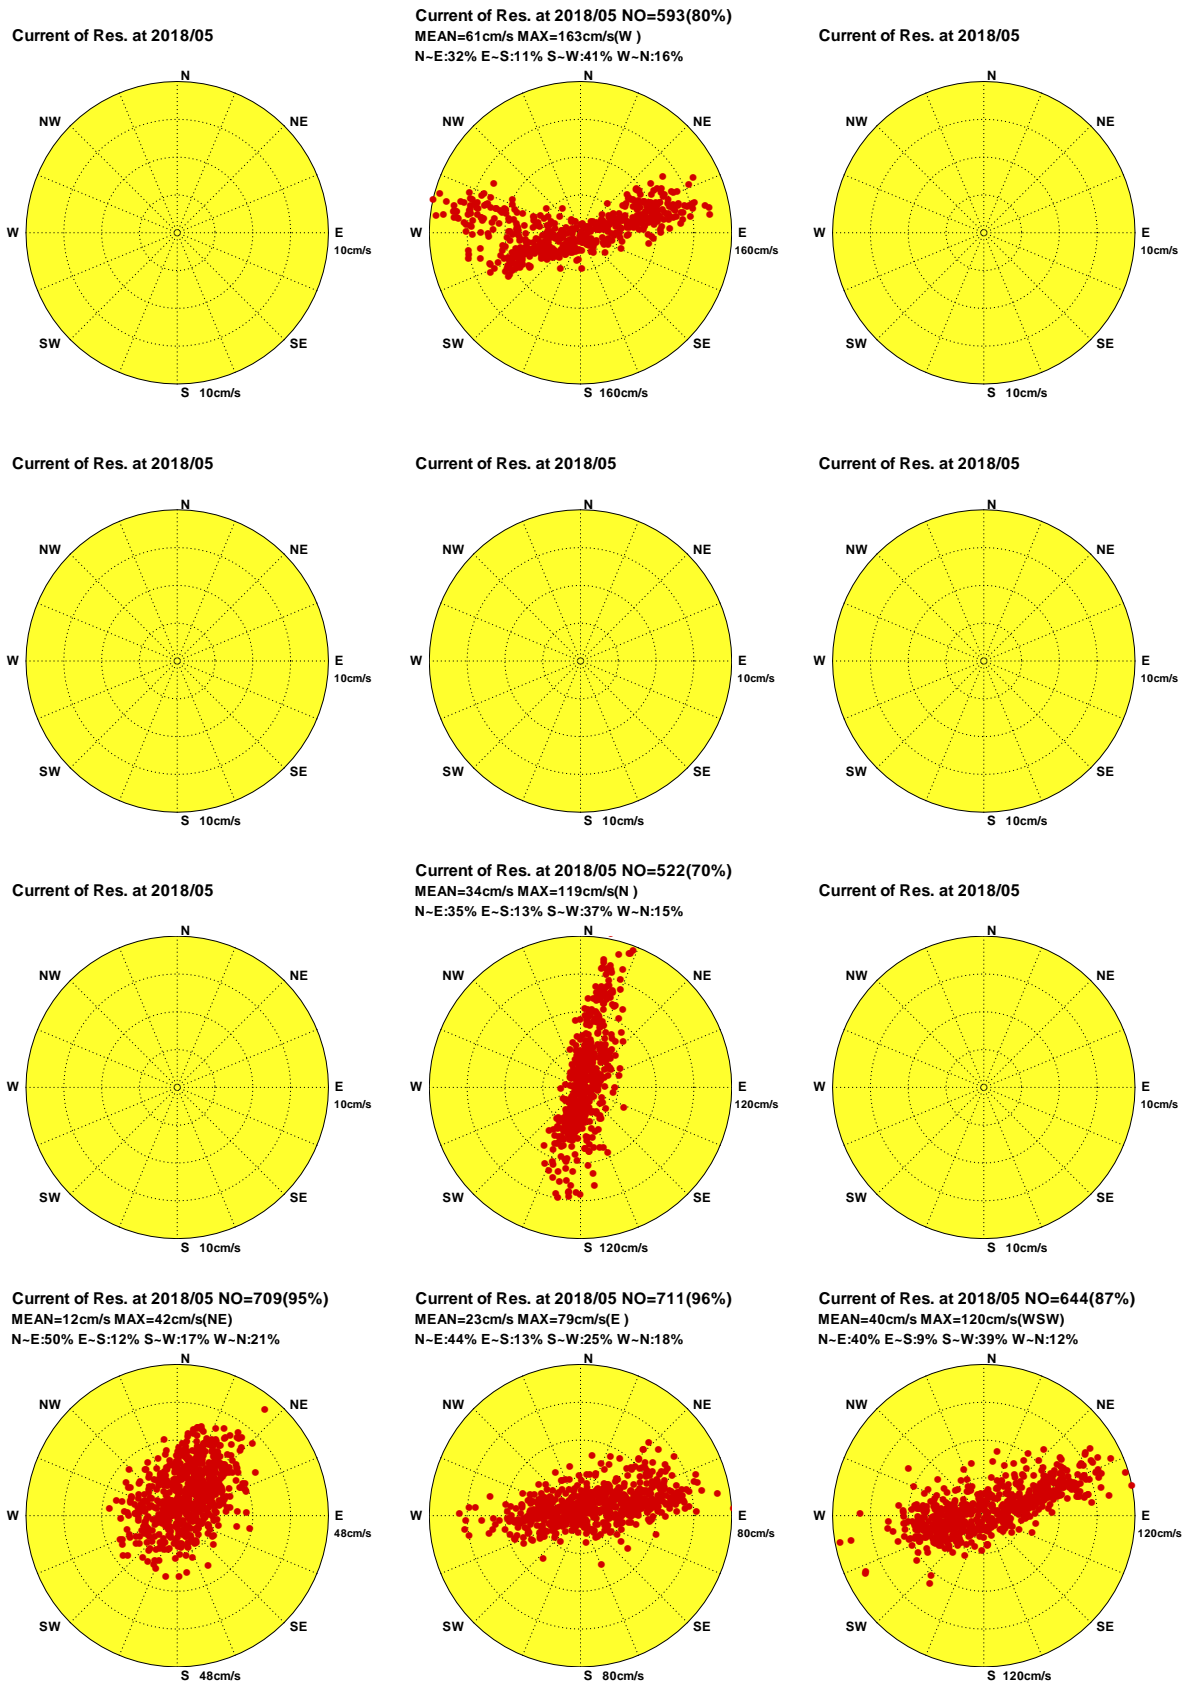 Current of Res. at 2018/05
N
NW
NE
W
E
10cm/s
SW
SE
S 10cm/s
Current of Res. at 2018/05 NO=593(80%)
MEAN=61cm/s MAX=163cm/s(W )
N~E:32% E~S:11% S~W:41% W~N:16%
N
NW
NE
W
E
160cm/s
SW
SE
S 160cm/s
Current of Res. at 2018/05
N
NW
NE
W
E
10cm/s
SW
SE
S 10cm/s
Current of Res. at 2018/05
N
NW
NE
W
E
10cm/s
SW
SE
S 10cm/s
Current of Res. at 2018/05
N
NW
NE
W
E
10cm/s
SW
SE
S 10cm/s
Current of Res. at 2018/05
N
NW
NE
W
E
10cm/s
SW
SE
S 10cm/s
Current of Res. at 2018/05
N
NW
NE
W
E
10cm/s
SW
SE
S 10cm/s
Current of Res. at 2018/05 NO=522(70%)
MEAN=34cm/s MAX=119cm/s(N )
N~E:35% E~S:13% S~W:37% W~N:15%
N
NW
NE
W
E
120cm/s
SW
SE
S 120cm/s
Current of Res. at 2018/05
N
NW
NE
W
E
10cm/s
SW
SE
S 10cm/s
Current of Res. at 2018/05 NO=709(95%)
MEAN=12cm/s MAX=42cm/s(NE)
N~E:50% E~S:12% S~W:17% W~N:21%
N
NW
NE
W
E
48cm/s
SW
SE
S 48cm/s
Current of Res. at 2018/05 NO=711(96%)
MEAN=23cm/s MAX=79cm/s(E )
N~E:44% E~S:13% S~W:25% W~N:18%
N
NW
NE
W
E
80cm/s
SW
SE
S 80cm/s
Current of Res. at 2018/05 NO=644(87%)
MEAN=40cm/s MAX=120cm/s(WSW)
N~E:40% E~S:9% S~W:39% W~N:12%
N
NW
NE
W
E
120cm/s
SW
SE
S 120cm/s